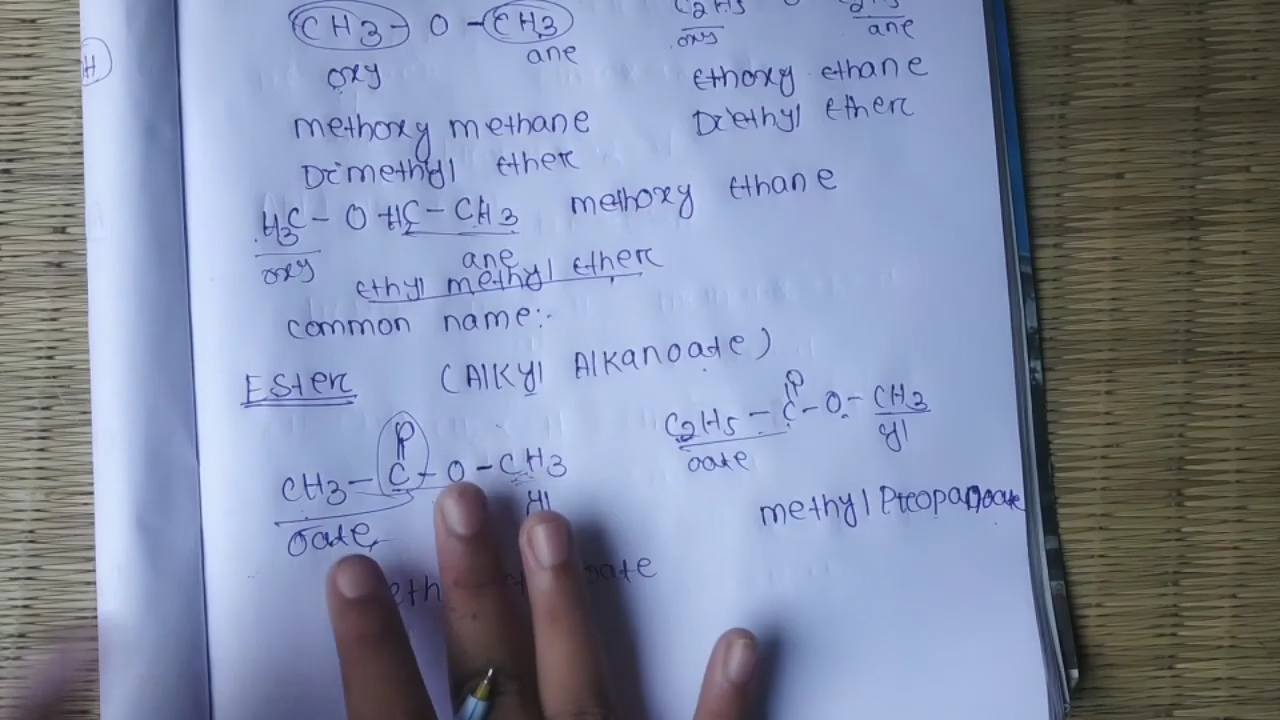 CH3 - O - CH3
C2H5 O C2H5
oxy ane
oxy ane
H
methoxy methane
ethoxy ethane
Dimethyl ether
Diethyl ether
H3C - O + H2C - CH3 methoxy ethane
oxy ane
ethyl methyl ether
common name:-
Ester (Alkyl Alkanoate)
CH3 - C - O - CH3
O
oate yl
C2H5 - C - O - CH3
O
oate yl
methyl Propanoate